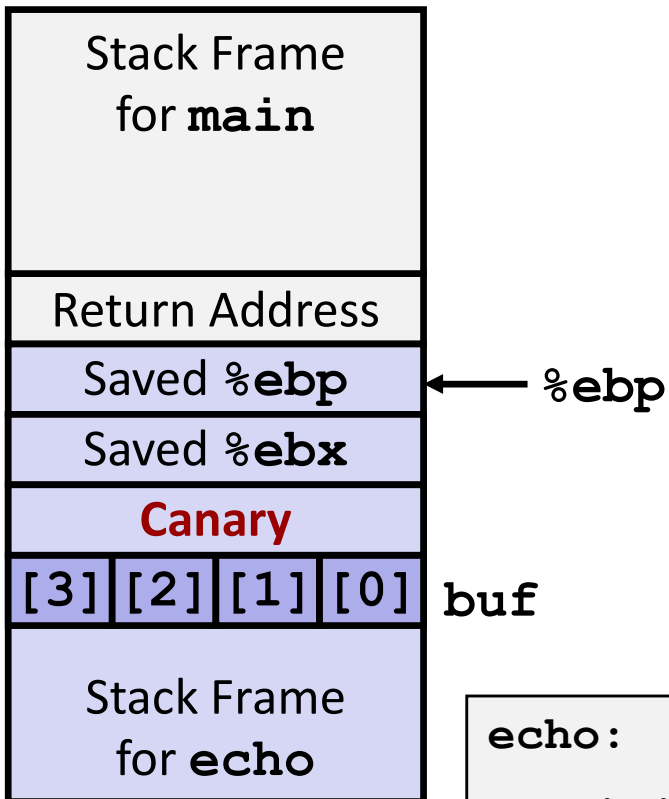 Stack Frame
for main
Return Address
Saved %ebp
%ebp
Saved %ebx
Canary
[3] [2] [1] [0]
buf
Stack Frame
for echo
echo: